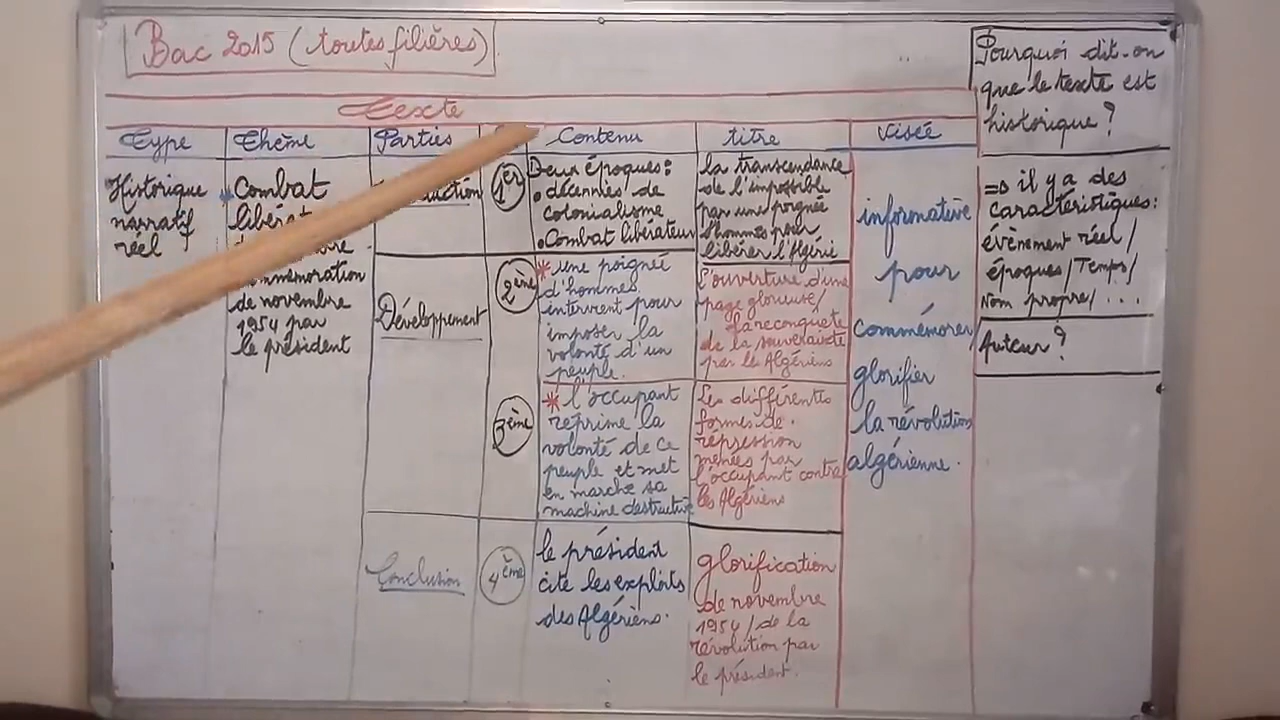 Bac 2015 (toutes filières)
Texte
Type
Thème
Parties
Contenu
titre
visée
Historique
narratif
réel
Combat
de novembre
1954 par
le président
Développement
Conclusion
1er
2ème
3ème
4ème
Deux époques:
• décennies de
colonialisme
• Combat libérateur
* une poignée
d'hommes
intervient pour
imposer la
volonté d'un
peuple.
* l'occupant
réprime la
volonté de ce
peuple et met
en marche sa
machine destructive
le président
cite les exploits
des Algériens.
la transcendance
de l'impossible
par une poignée
d'hommes pour
libérer l'Algérie
L'ouverture d'une
page glorieuse/
la reconquête
de la souveraineté
par les Algériens
Les différentes
formes de
répression
menées par
l'occupant contre
les Algériens
glorification
de novembre
1954/de la
révolution par
le président.
informative
pour
commémorer/
glorifier
la révolution
algérienne.
Pourquoi dit-on
que le texte est
historique?
=> il y a des
caractéristiques:
évènement réel/
époques/Temps/
Nom propre/...
Auteur?